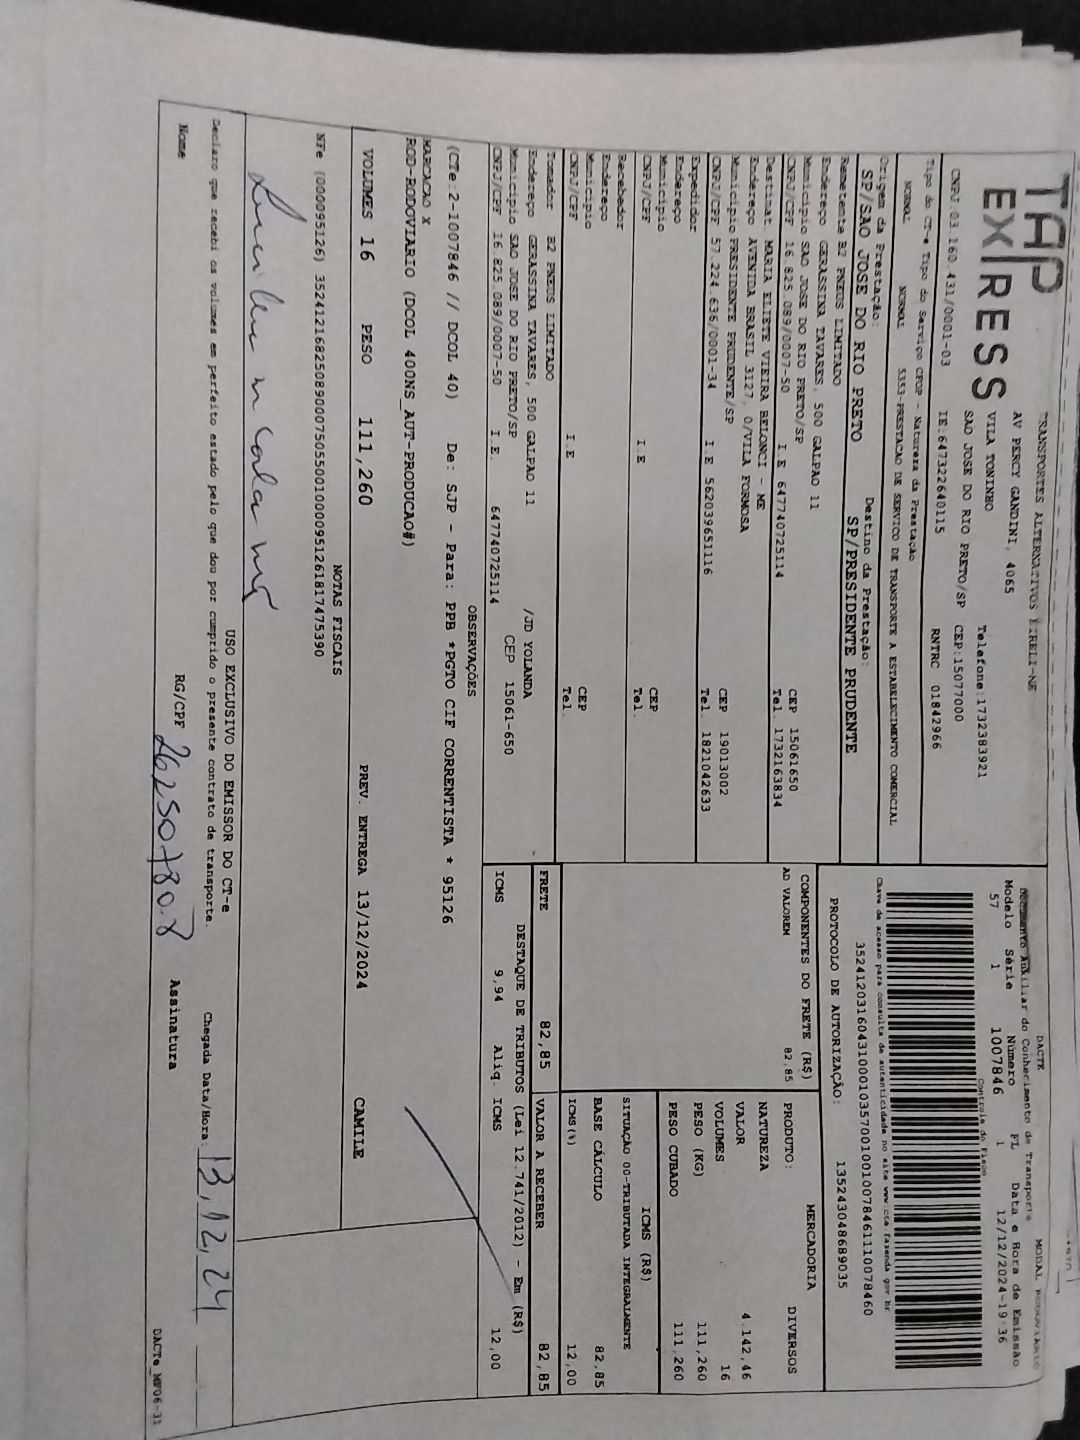 TAP
EXPRESS
TRANSPORTES ALTERNATIVOS EIRELI-ME
AV PERCY GANDINI, 4065
VILA TONINHO Telefone:1732383921
SAO JOSE DO RIO PRETO/SP CEP:15077000
CNPJ 03.160.431/0001-03 IE:647322640115 RNTRC 01842966
Tipo do CT-e Tipo do Serviço CFOP - Natureza da Prestação
NORMAL NORMAL 5353-PRESTACAO DE SERVICO DE TRANSPORTE A ESTABELECIMENTO COMERCIAL
Origem da Prestação: Destino da Prestação:
SP/SAO JOSE DO RIO PRETO SP/PRESIDENTE PRUDENTE
Remetente B2 PNEUS LIMITADO
Endereço GERASSINA TAVARES, 500 GALPAO 11
Município SAO JOSE DO RIO PRETO/SP CEP 15061650
CNPJ/CPF 16.825.089/0007-50 I.E 647740725114 Tel. 1732163834
Destinat. MARIA ELIETE VIEIRA BELONCI - ME
Endereço AVENIDA BRASIL 3127, 0/VILA FORMOSA
Município PRESIDENTE PRUDENTE/SP CEP 19013002
CNPJ/CPF 57.224.636/0001-34 I.E 562039651116 Tel. 1821042633
Expedidor
Endereço
Município CEP
CNPJ/CPF I.E Tel.
Recebedor
Endereço
Município CEP
CNPJ/CPF I.E Tel.
Tomador B2 PNEUS LIMITADO
Endereço GERASSINA TAVARES, 500 GALPAO 11 /JD YOLANDA
Município SAO JOSE DO RIO PRETO/SP CEP 15061-650
CNPJ/CPF 16.825.089/0007-50 I.E. 647740725114
DACTE MODAL RODOVIARIO
Documento Auxiliar do Conhecimento de Transporte
Modelo Série Número FL Data e Hora de Emissão
57 1 1007846 1 12/12/2024-19:36
Controle do Fisco
Chave de acesso para consulta de autenticidade no site www.cte.fazenda.gov.br
PROTOCOLO DE AUTORIZAÇÃO: 135243048689035
COMPONENTES DO FRETE (R$)
AD VALOREM 82,85
MERCADORIA
PRODUTO: DIVERSOS
NATUREZA
VALOR 4.142,46
VOLUMES 16
PESO (KG) 111,260
PESO CUBADO 111,260
ICMS (R$)
SITUAÇÃO 00-TRIBUTADA INTEGRALMENTE
BASE CÁLCULO 82,85
ICMS(%) 12,00
FRETE 82,85 VALOR A RECEBER 82,85
DESTAQUE DE TRIBUTOS (Lei 12.741/2012) - Em (R$)
ICMS 9,94 Aliq. ICMS 12,00
OBSERVAÇÕES
(CTe:2-1007846 // DCOL 40) De: SJP - Para: PPB *PGTO CIF CORRENTISTA * 95126
MARCACAO X
ROD-RODOVIARIO (DCOL 400NS_AUT-PRODUCAO#)
VOLUMES 16 PESO 111,260 PREV. ENTREGA 13/12/2024 CAMILE
NOTAS FISCAIS
NFe (000095126) 35241216825089000750550010000951261817475390
USO EXCLUSIVO DO EMISSOR DO CT-e
Declaro que recebi os volumes em perfeito estado pelo que dou por cumprido o presente contrato de transporte.
Chegada Data/Hora: 13,12,24
Nome RG/CPF Assinatura
DACTe_MF06-31